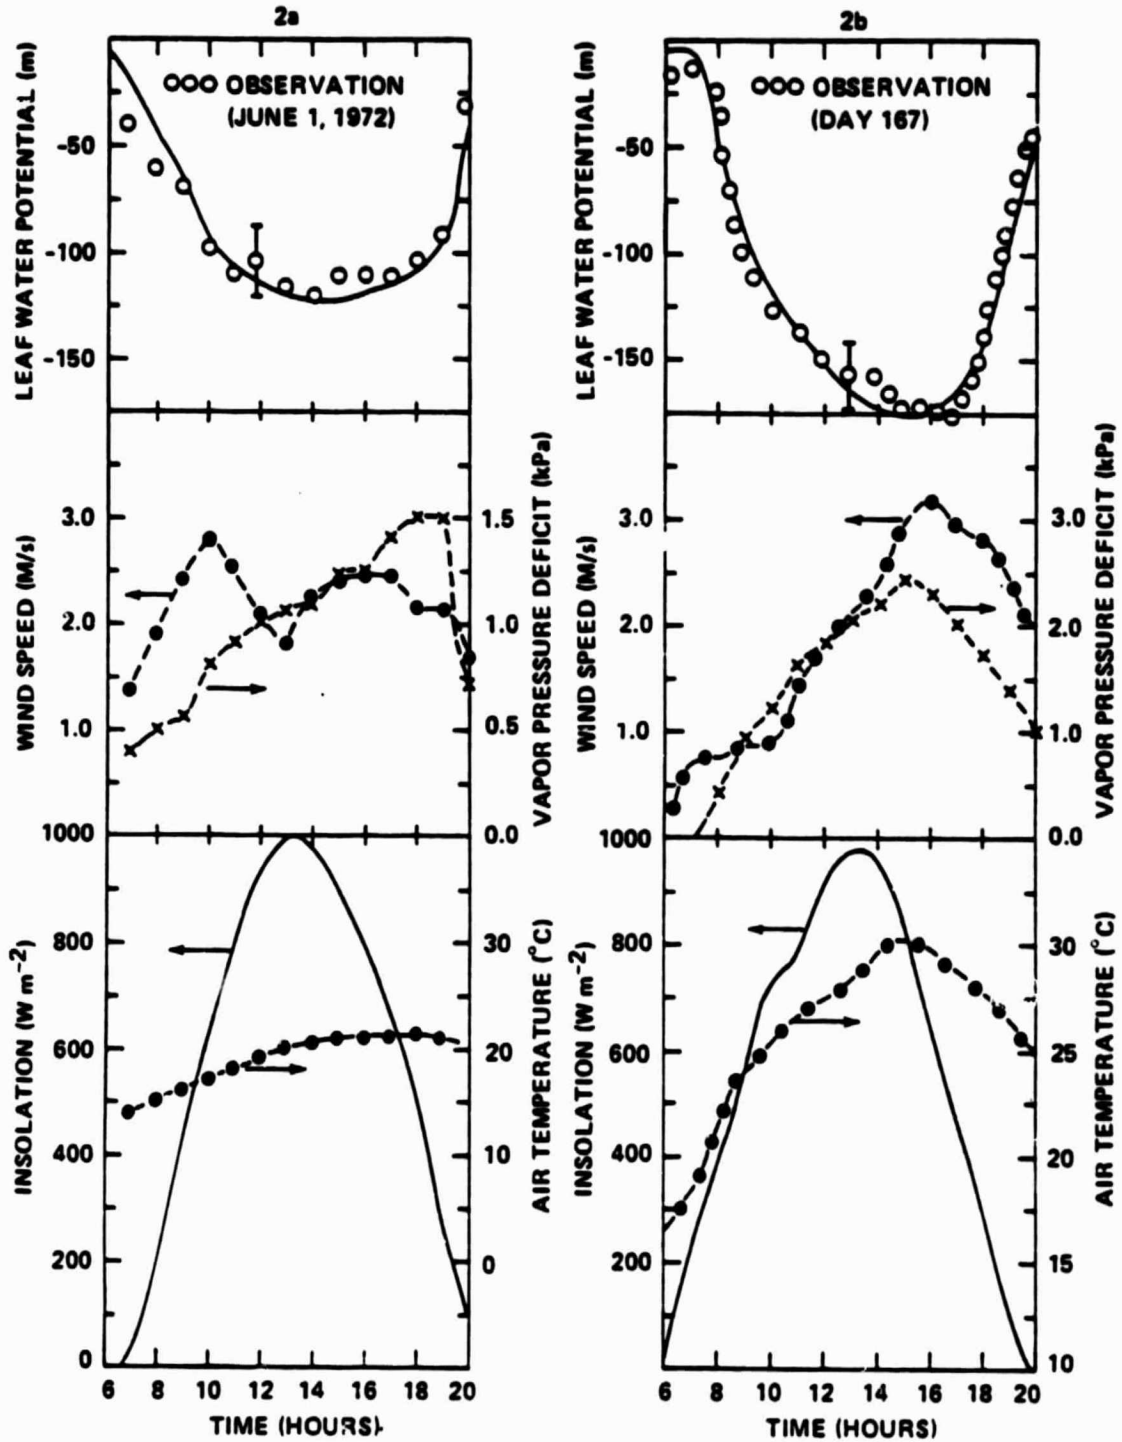 2a
LEAF WATER POTENTIAL (m)
OOO OBSERVATION
(JUNE 1, 1972)
-50
-100
-150
WIND SPEED (M/s)
3.0
2.0
1.0
VAPOR PRESSURE DEFICIT (kPa)
1.5
1.0
0.5
0.0
INSOLATION (W m-2)
1000
800
600
400
200
0
AIR TEMPERATURE (°C)
30
20
10
0
6 8 10 12 14 16 18 20
TIME (HOURS)
2b
LEAF WATER POTENTIAL (m)
OOO OBSERVATION
(DAY 167)
-50
-100
-150
WIND SPEED (M/s)
3.0
2.0
1.0
VAPOR PRESSURE DEFICIT (kPa)
3.0
2.0
1.0
0.0
INSOLATION (W m-2)
1000
800
600
400
200
AIR TEMPERATURE (°C)
30
25
20
15
10
6 8 10 12 14 16 18 20
TIME (HOURS)